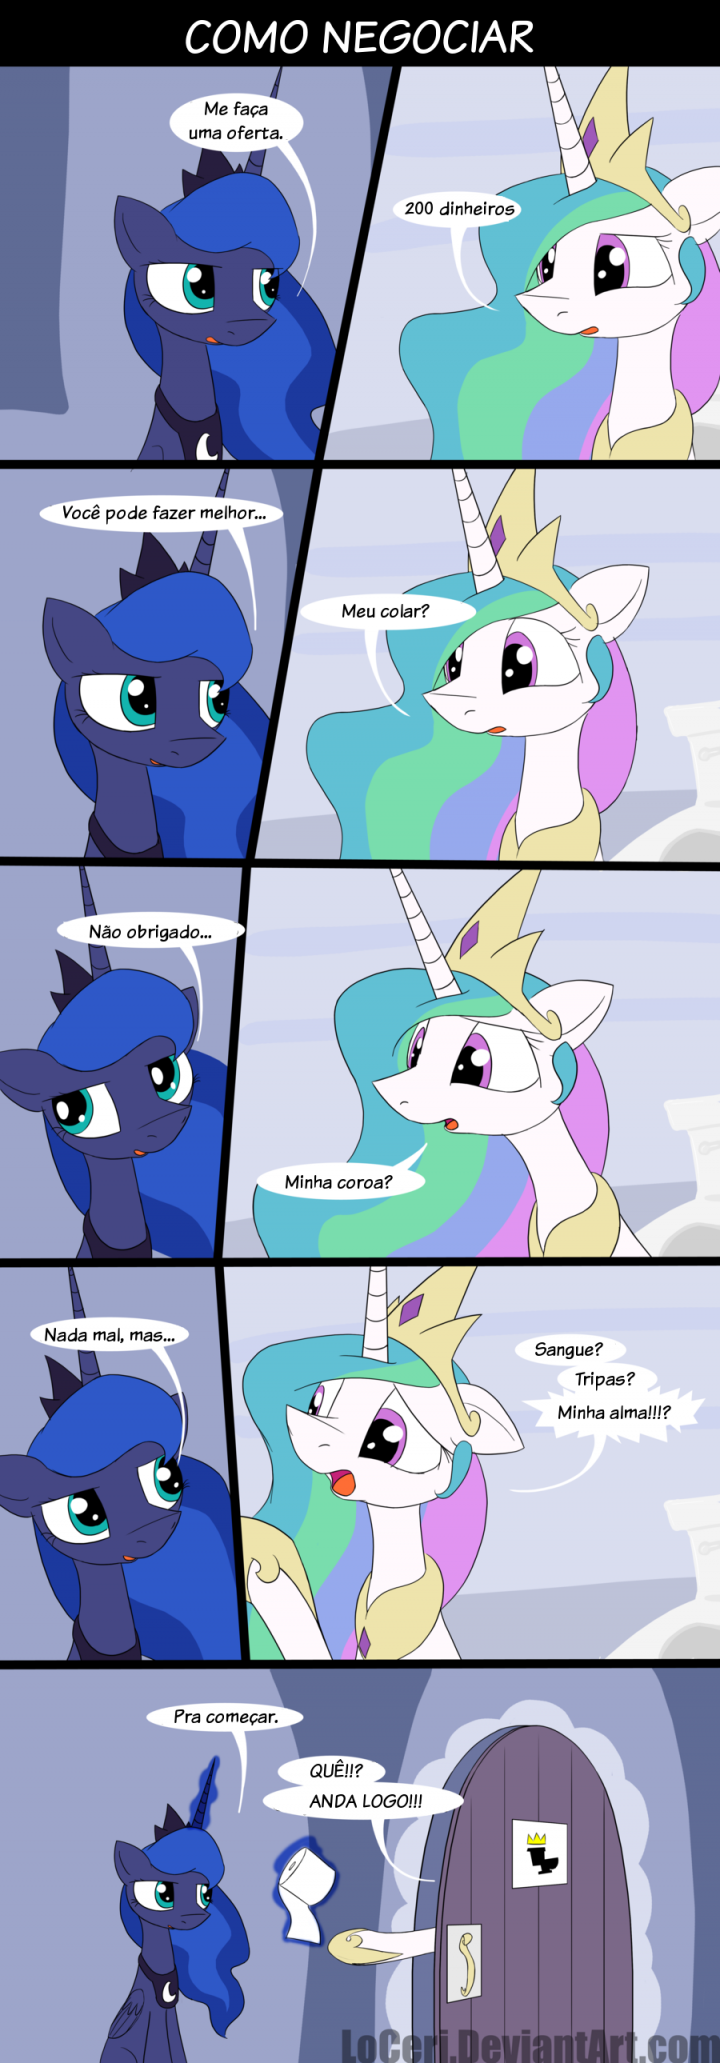 COMO NEGOCIAR
Me faça
uma oferta.
200 dinheiros
Você pode fazer melhor...
Meu colar?
Não obrigado...
Minha coroa?
Nada mal, mas...
Sangue?
Tripas?
Minha alma!!!?
Pra começar.
QUÊ!!?
ANDA LOGO!!!
LoCeri.DeviantArt.com